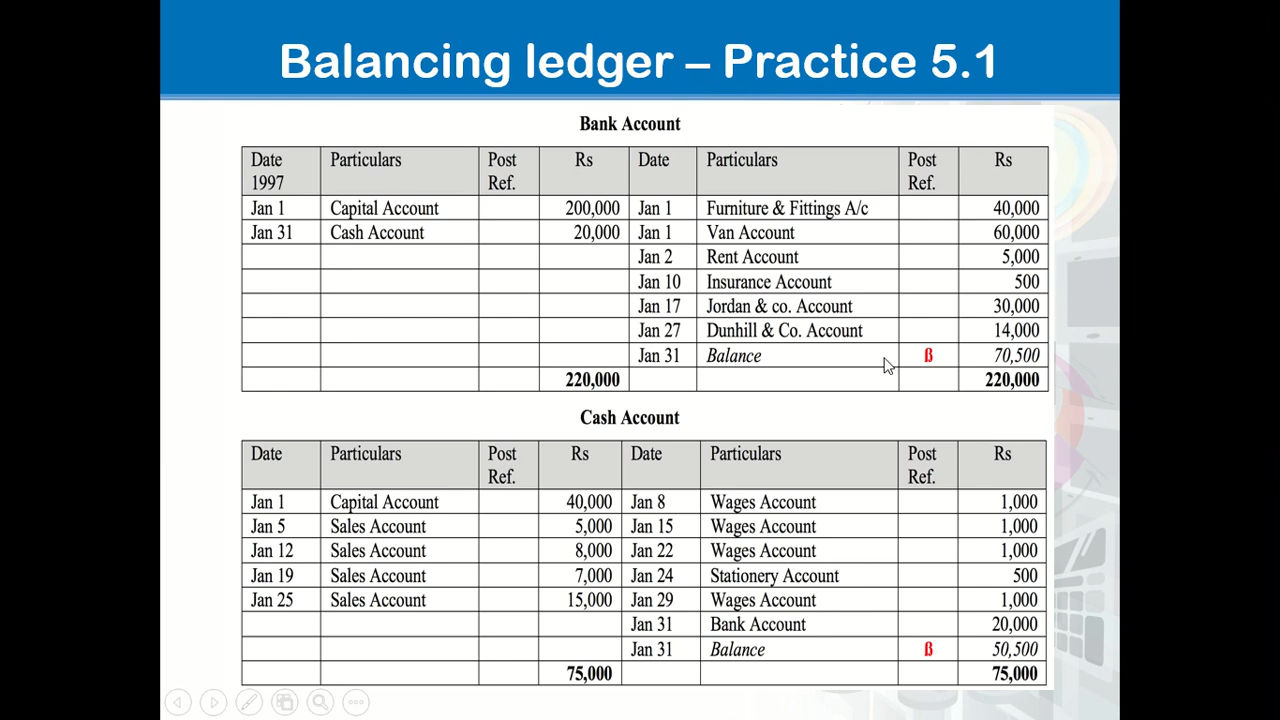 Balancing ledger – Practice 5.1
Bank Account
Date 1997 Particulars Post Ref. Rs Date Particulars Post Ref. Rs
Jan 1 Capital Account 200,000 Jan 1 Furniture & Fittings A/c 40,000
Jan 31 Cash Account 20,000 Jan 1 Van Account 60,000
Jan 2 Rent Account 5,000
Jan 10 Insurance Account 500
Jan 17 Jordan & co. Account 30,000
Jan 27 Dunhill & Co. Account 14,000
Jan 31 Balance ß 70,500
220,000 220,000
Cash Account
Date Particulars Post Ref. Rs Date Particulars Post Ref. Rs
Jan 1 Capital Account 40,000 Jan 8 Wages Account 1,000
Jan 5 Sales Account 5,000 Jan 15 Wages Account 1,000
Jan 12 Sales Account 8,000 Jan 22 Wages Account 1,000
Jan 19 Sales Account 7,000 Jan 24 Stationery Account 500
Jan 25 Sales Account 15,000 Jan 29 Wages Account 1,000
Jan 31 Bank Account 20,000
Jan 31 Balance ß 50,500
75,000 75,000